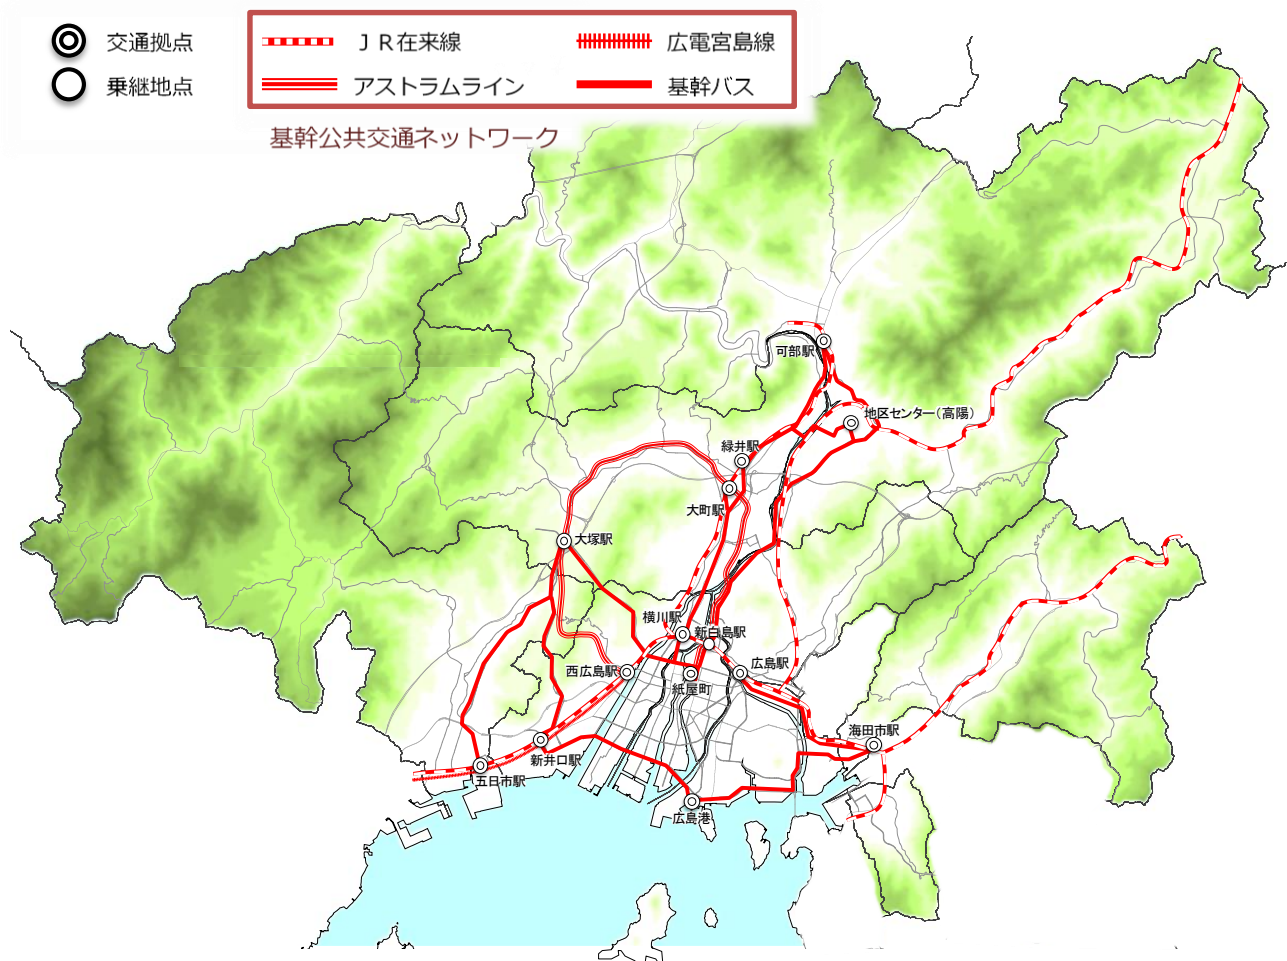 交通拠点
乗継地点
ＪＲ在来線
広電宮島線
アストラムライン
基幹バス
基幹公共交通ネットワーク
可部駅
地区センター（高陽）
緑井駅
大町駅
大塚駅
横川駅
新白島駅
西広島駅
広島駅
紙屋町
海田市駅
新井口駅
五日市駅
広島港